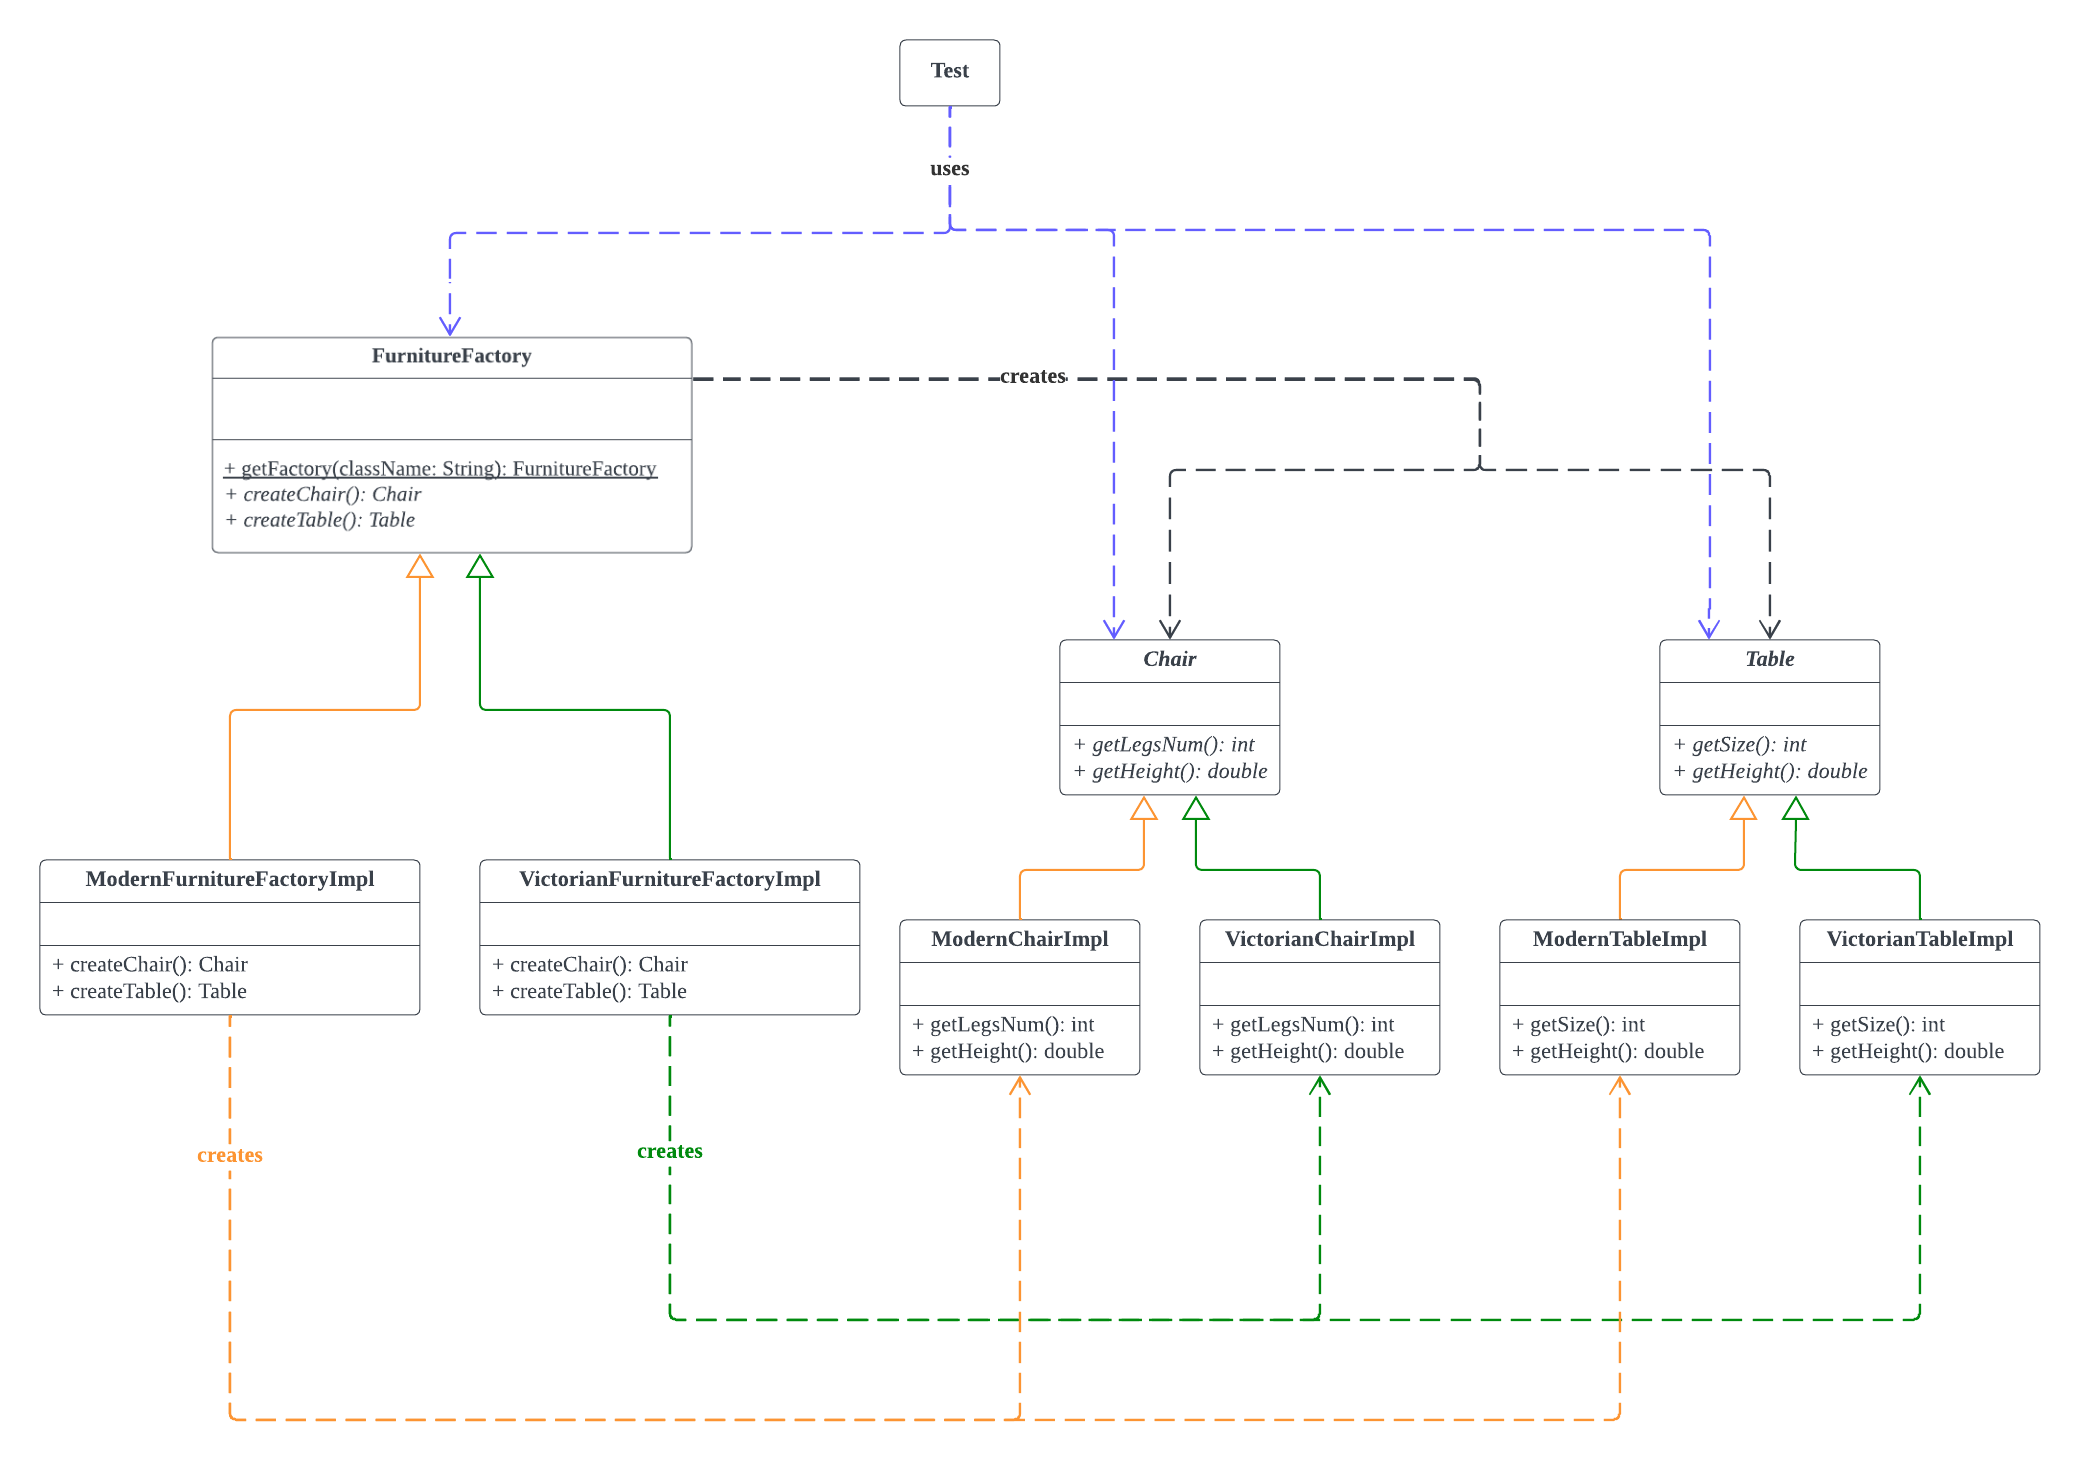 Test
uses
FurnitureFactory
+ getFactory(className: String): FurnitureFactory
+ createChair(): Chair
+ createTable(): Table
creates
Chair
+ getLegsNum(): int
+ getHeight(): double
Table
+ getSize(): int
+ getHeight(): double
ModernFurnitureFactoryImpl
+ createChair(): Chair
+ createTable(): Table
VictorianFurnitureFactoryImpl
+ createChair(): Chair
+ createTable(): Table
ModernChairImpl
+ getLegsNum(): int
+ getHeight(): double
VictorianChairImpl
+ getLegsNum(): int
+ getHeight(): double
ModernTableImpl
+ getSize(): int
+ getHeight(): double
VictorianTableImpl
+ getSize(): int
+ getHeight(): double
creates
creates